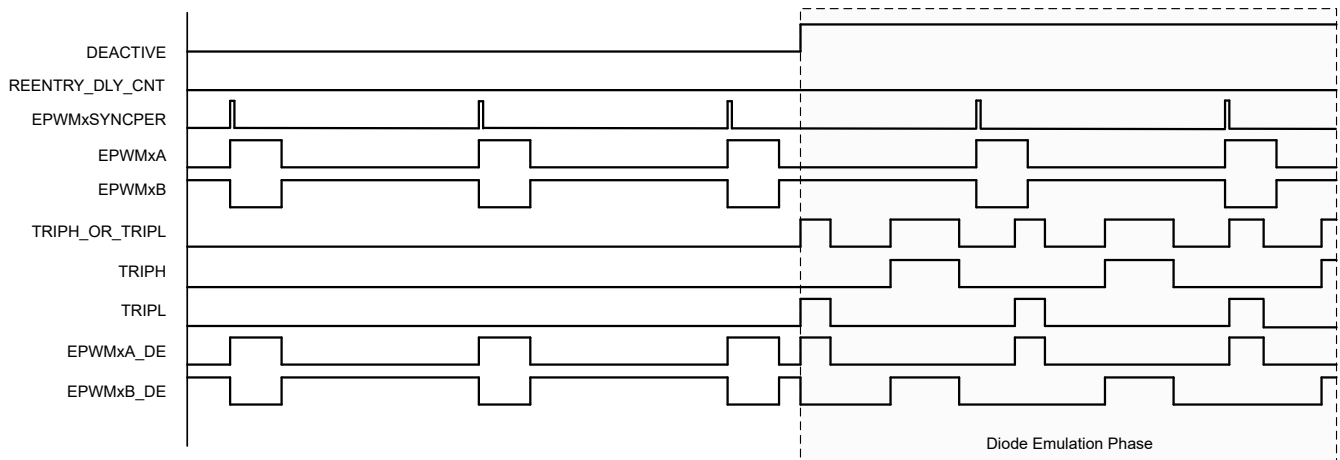 DEACTIVE
REENTRY_DLY_CNT
EPWMxSYNCPER
EPWMxA
EPWMxB
TRIPH_OR_TRIPL
TRIPH
TRIPL
EPWMxA_DE
EPWMxB_DE
Diode Emulation Phase